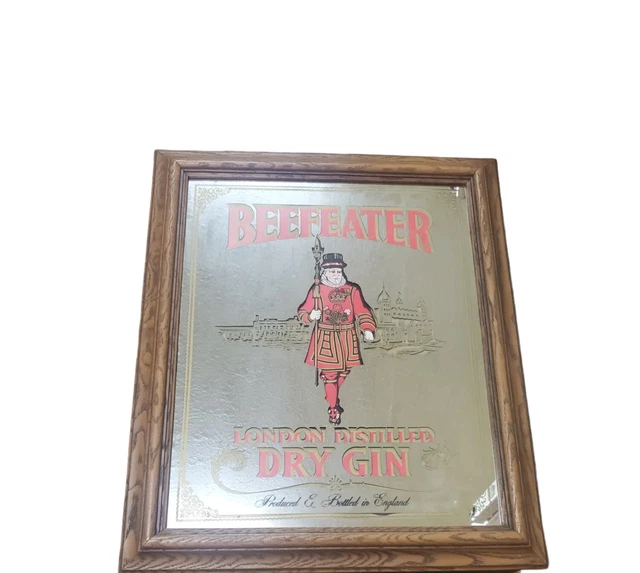 BEEFEATER
LONDON DISTILLED
DRY GIN
Produced & Bottled in England